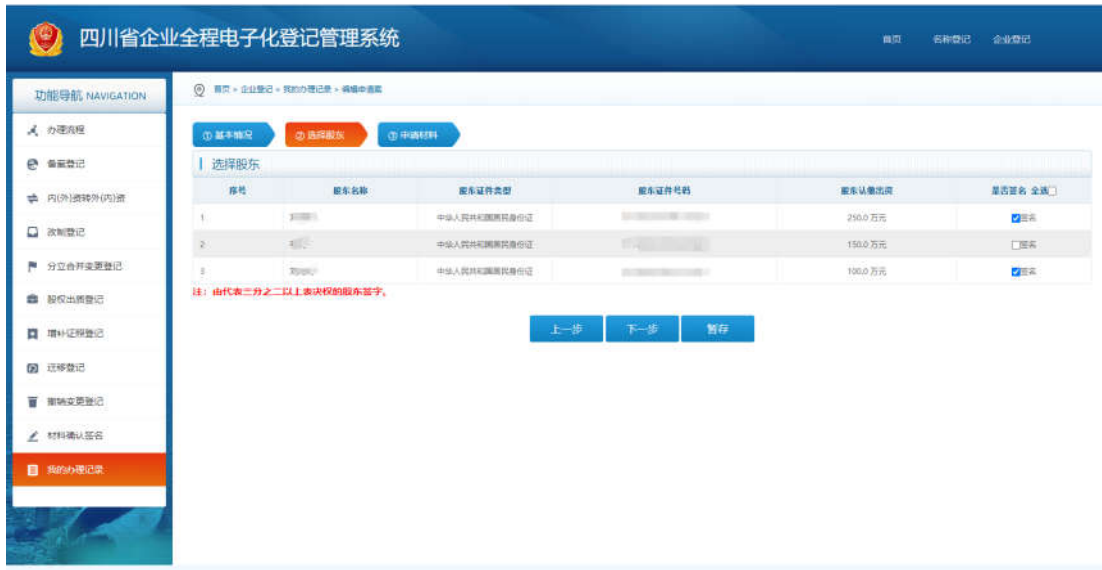 四川省企业全程电子化登记管理系统
首页 名称登记 企业登记
功能导航 NAVIGATION
办理流程
备案登记
内(外)资转外(内)资
改制登记
分立合并变更登记
股权出质登记
增补证照登记
迁移登记
撤销变更登记
材料确认签名
我的办理记录
首页 » 企业登记 » 我的办理记录 » 编辑申请案
① 基本情况 ② 选择股东 ③ 申请材料
选择股东
序号 股东名称 股东证件类型 股东证件号码 股东认缴出资 是否签名 全选
1 中华人民共和国居民身份证 250.0 万元 签名
2 中华人民共和国居民身份证 150.0 万元 签名
3 中华人民共和国居民身份证 100.0 万元 签名
注：由代表三分之二以上表决权的股东签字。
上一步 下一步 暂存